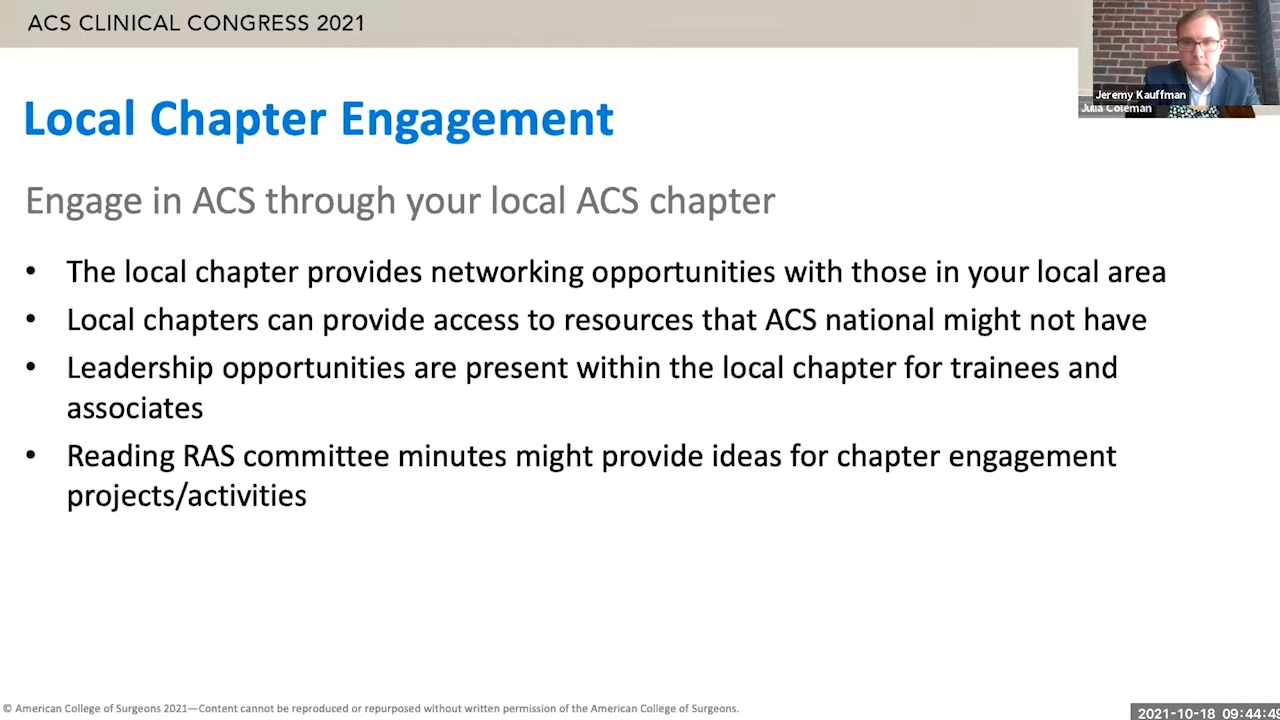 ACS CLINICAL CONGRESS 2021
Jeremy Kauffman
Julia Coleman
Local Chapter Engagement
Engage in ACS through your local ACS chapter
• The local chapter provides networking opportunities with those in your local area
• Local chapters can provide access to resources that ACS national might not have
• Leadership opportunities are present within the local chapter for trainees and
associates
• Reading RAS committee minutes might provide ideas for chapter engagement
projects/activities
© American College of Surgeons 2021—Content cannot be reproduced or repurposed without written permission of the American College of Surgeons.
2021-10-18 09:44:49